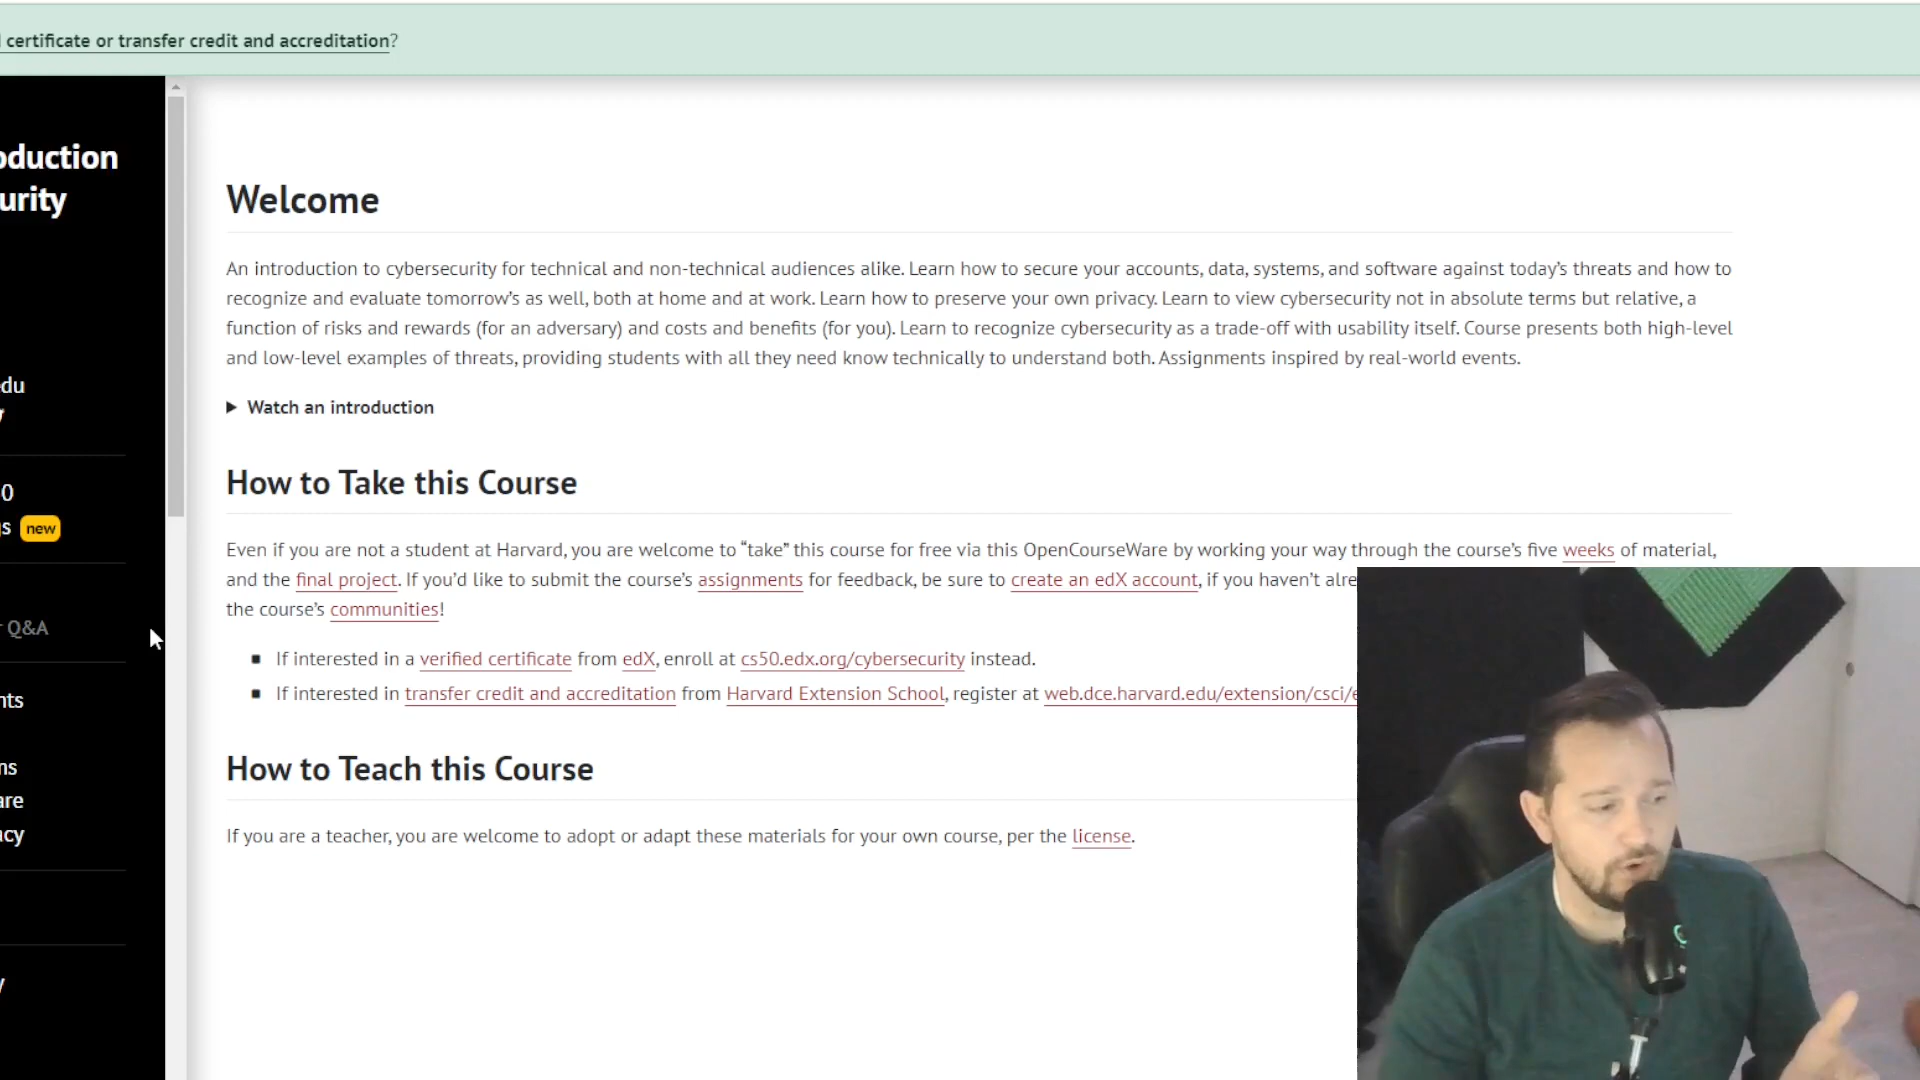 certificate or transfer credit and accreditation?
oduction
urity
Welcome
An introduction to cybersecurity for technical and non-technical audiences alike. Learn how to secure your accounts, data, systems, and software against today's threats and how to
recognize and evaluate tomorrow's as well, both at home and at work. Learn how to preserve your own privacy. Learn to view cybersecurity not in absolute terms but relative, a
function of risks and rewards (for an adversary) and costs and benefits (for you). Learn to recognize cybersecurity as a trade-off with usability itself. Course presents both high-level
and low-level examples of threats, providing students with all they need know technically to understand both. Assignments inspired by real-world events.
edu
▶ Watch an introduction
How to Take this Course
0
s new
Even if you are not a student at Harvard, you are welcome to “take” this course for free via this OpenCourseWare by working your way through the course's five weeks of material,
and the final project. If you'd like to submit the course's assignments for feedback, be sure to create an edX account, if you haven't alre
the course's communities!
Q&A
■ If interested in a verified certificate from edX, enroll at cs50.edx.org/cybersecurity instead.
■ If interested in transfer credit and accreditation from Harvard Extension School, register at web.dce.harvard.edu/extension/csci/e
nts
How to Teach this Course
ns
are
acy
If you are a teacher, you are welcome to adopt or adapt these materials for your own course, per the license.